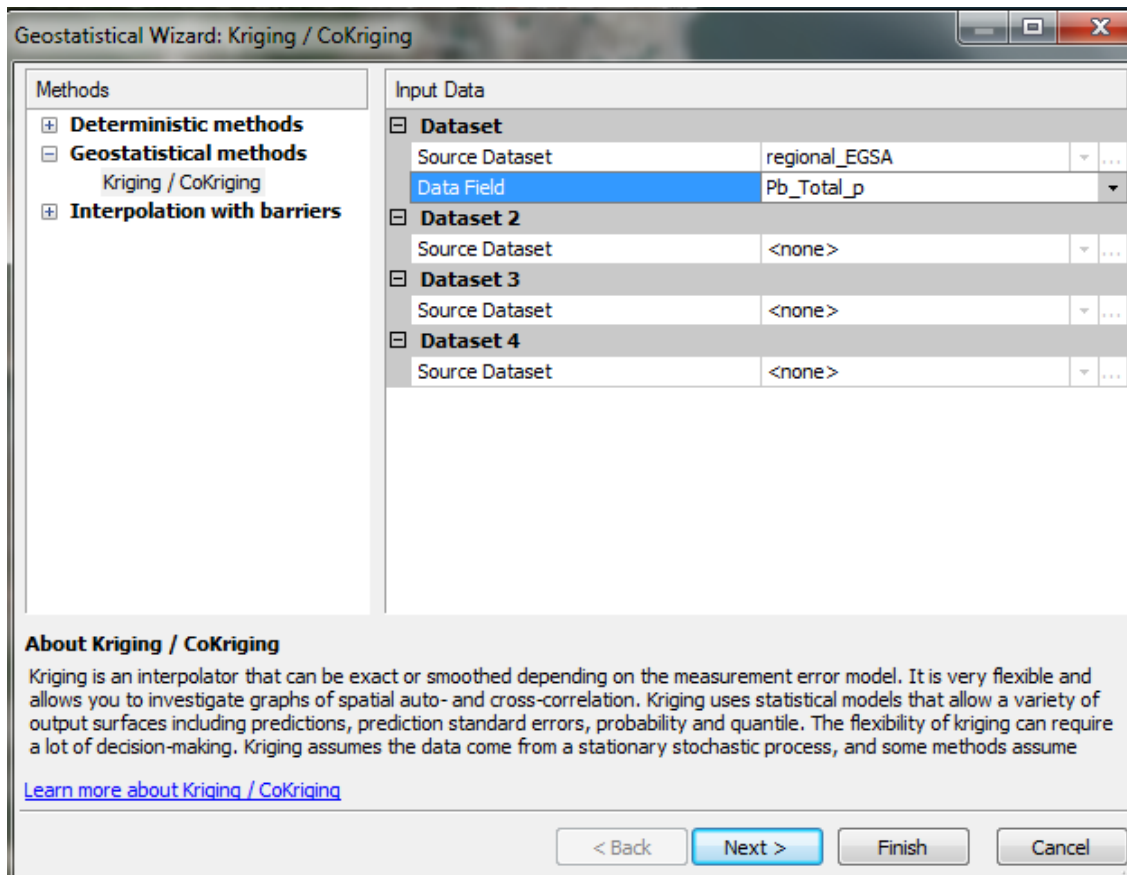 Geostatistical Wizard: Kriging / CoKriging
Methods
Deterministic methods
Geostatistical methods
Kriging / CoKriging
Interpolation with barriers
Input Data
Dataset
Source Dataset regional_EGSA
Data Field Pb_Total_p
Dataset 2
Source Dataset <none>
Dataset 3
Source Dataset <none>
Dataset 4
Source Dataset <none>
About Kriging / CoKriging
Kriging is an interpolator that can be exact or smoothed depending on the measurement error model. It is very flexible and
allows you to investigate graphs of spatial auto- and cross-correlation. Kriging uses statistical models that allow a variety of
output surfaces including predictions, prediction standard errors, probability and quantile. The flexibility of kriging can require
a lot of decision-making. Kriging assumes the data come from a stationary stochastic process, and some methods assume
Learn more about Kriging / CoKriging
< Back Next > Finish Cancel